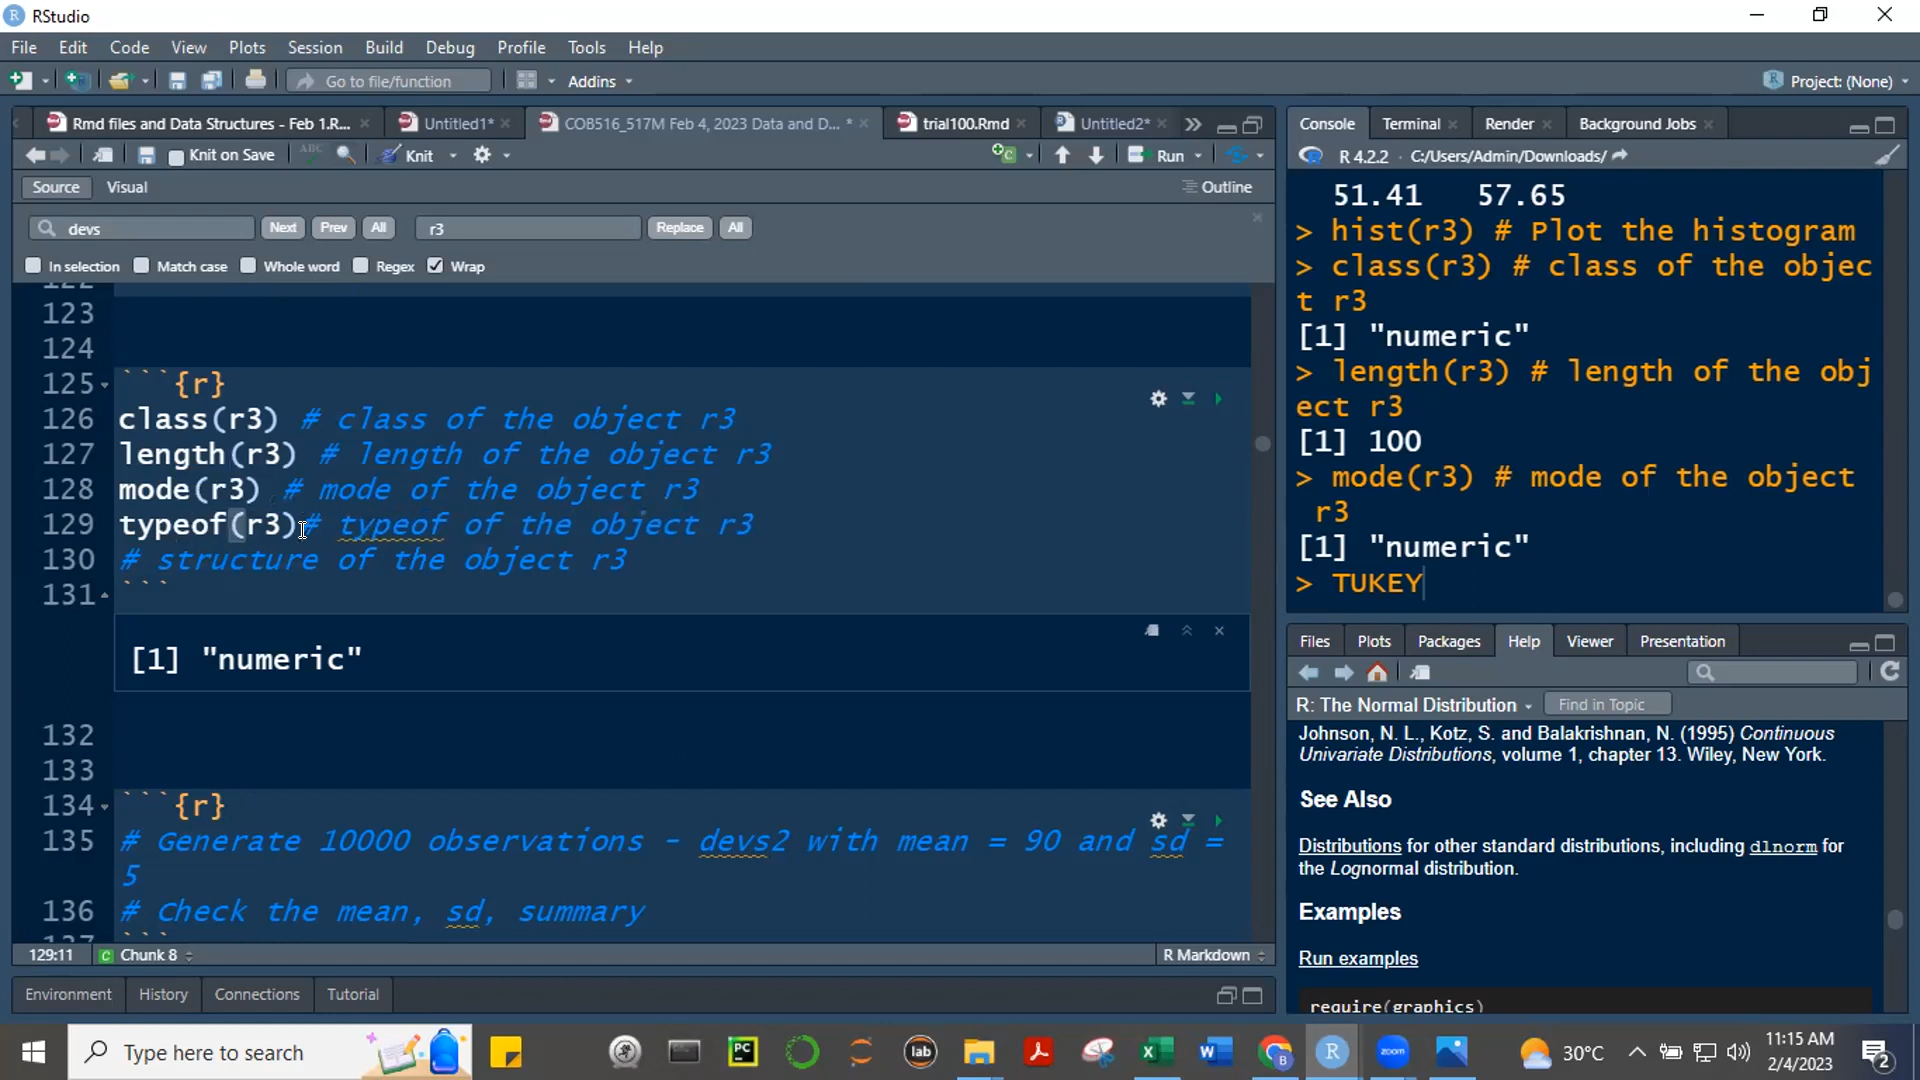 RStudio
File Edit Code View Plots Session Build Debug Profile Tools Help
Go to file/function Addins Project: (None)
Rmd files and Data Structures - Feb 1.R... Untitled1* COB516_517M Feb 4, 2023 Data and D... * trial100.Rmd Untitled2*
Knit on Save ABC Knit Run
Source Visual Outline
devs Next Prev All r3 Replace All
In selection Match case Whole word Regex Wrap
122
123
124
125 ```{r}
126 class(r3) # class of the object r3
127 length(r3) # length of the object r3
128 mode(r3) # mode of the object r3
129 typeof(r3)# typeof of the object r3
130 # structure of the object r3
131 ```
[1] "numeric"
132
133
134 ```{r}
135 # Generate 10000 observations - devs2 with mean = 90 and sd =
5
136 # Check the mean, sd, summary
137 ```
129:11 Chunk 8 R Markdown
Environment History Connections Tutorial
Console Terminal Render Background Jobs
R 4.2.2 · C:/Users/Admin/Downloads/
51.41 57.65
> hist(r3) # Plot the histogram
> class(r3) # class of the objec
t r3
[1] "numeric"
> length(r3) # length of the obj
ect r3
[1] 100
> mode(r3) # mode of the object
r3
[1] "numeric"
> TUKEY
Files Plots Packages Help Viewer Presentation
R: The Normal Distribution Find in Topic
Johnson, N. L., Kotz, S. and Balakrishnan, N. (1995) Continuous
Univariate Distributions, volume 1, chapter 13. Wiley, New York.
See Also
Distributions for other standard distributions, including dlnorm for
the Lognormal distribution.
Examples
Run examples
require(graphics)
Type here to search
PC
lab
30°C
11:15 AM
2/4/2023
2